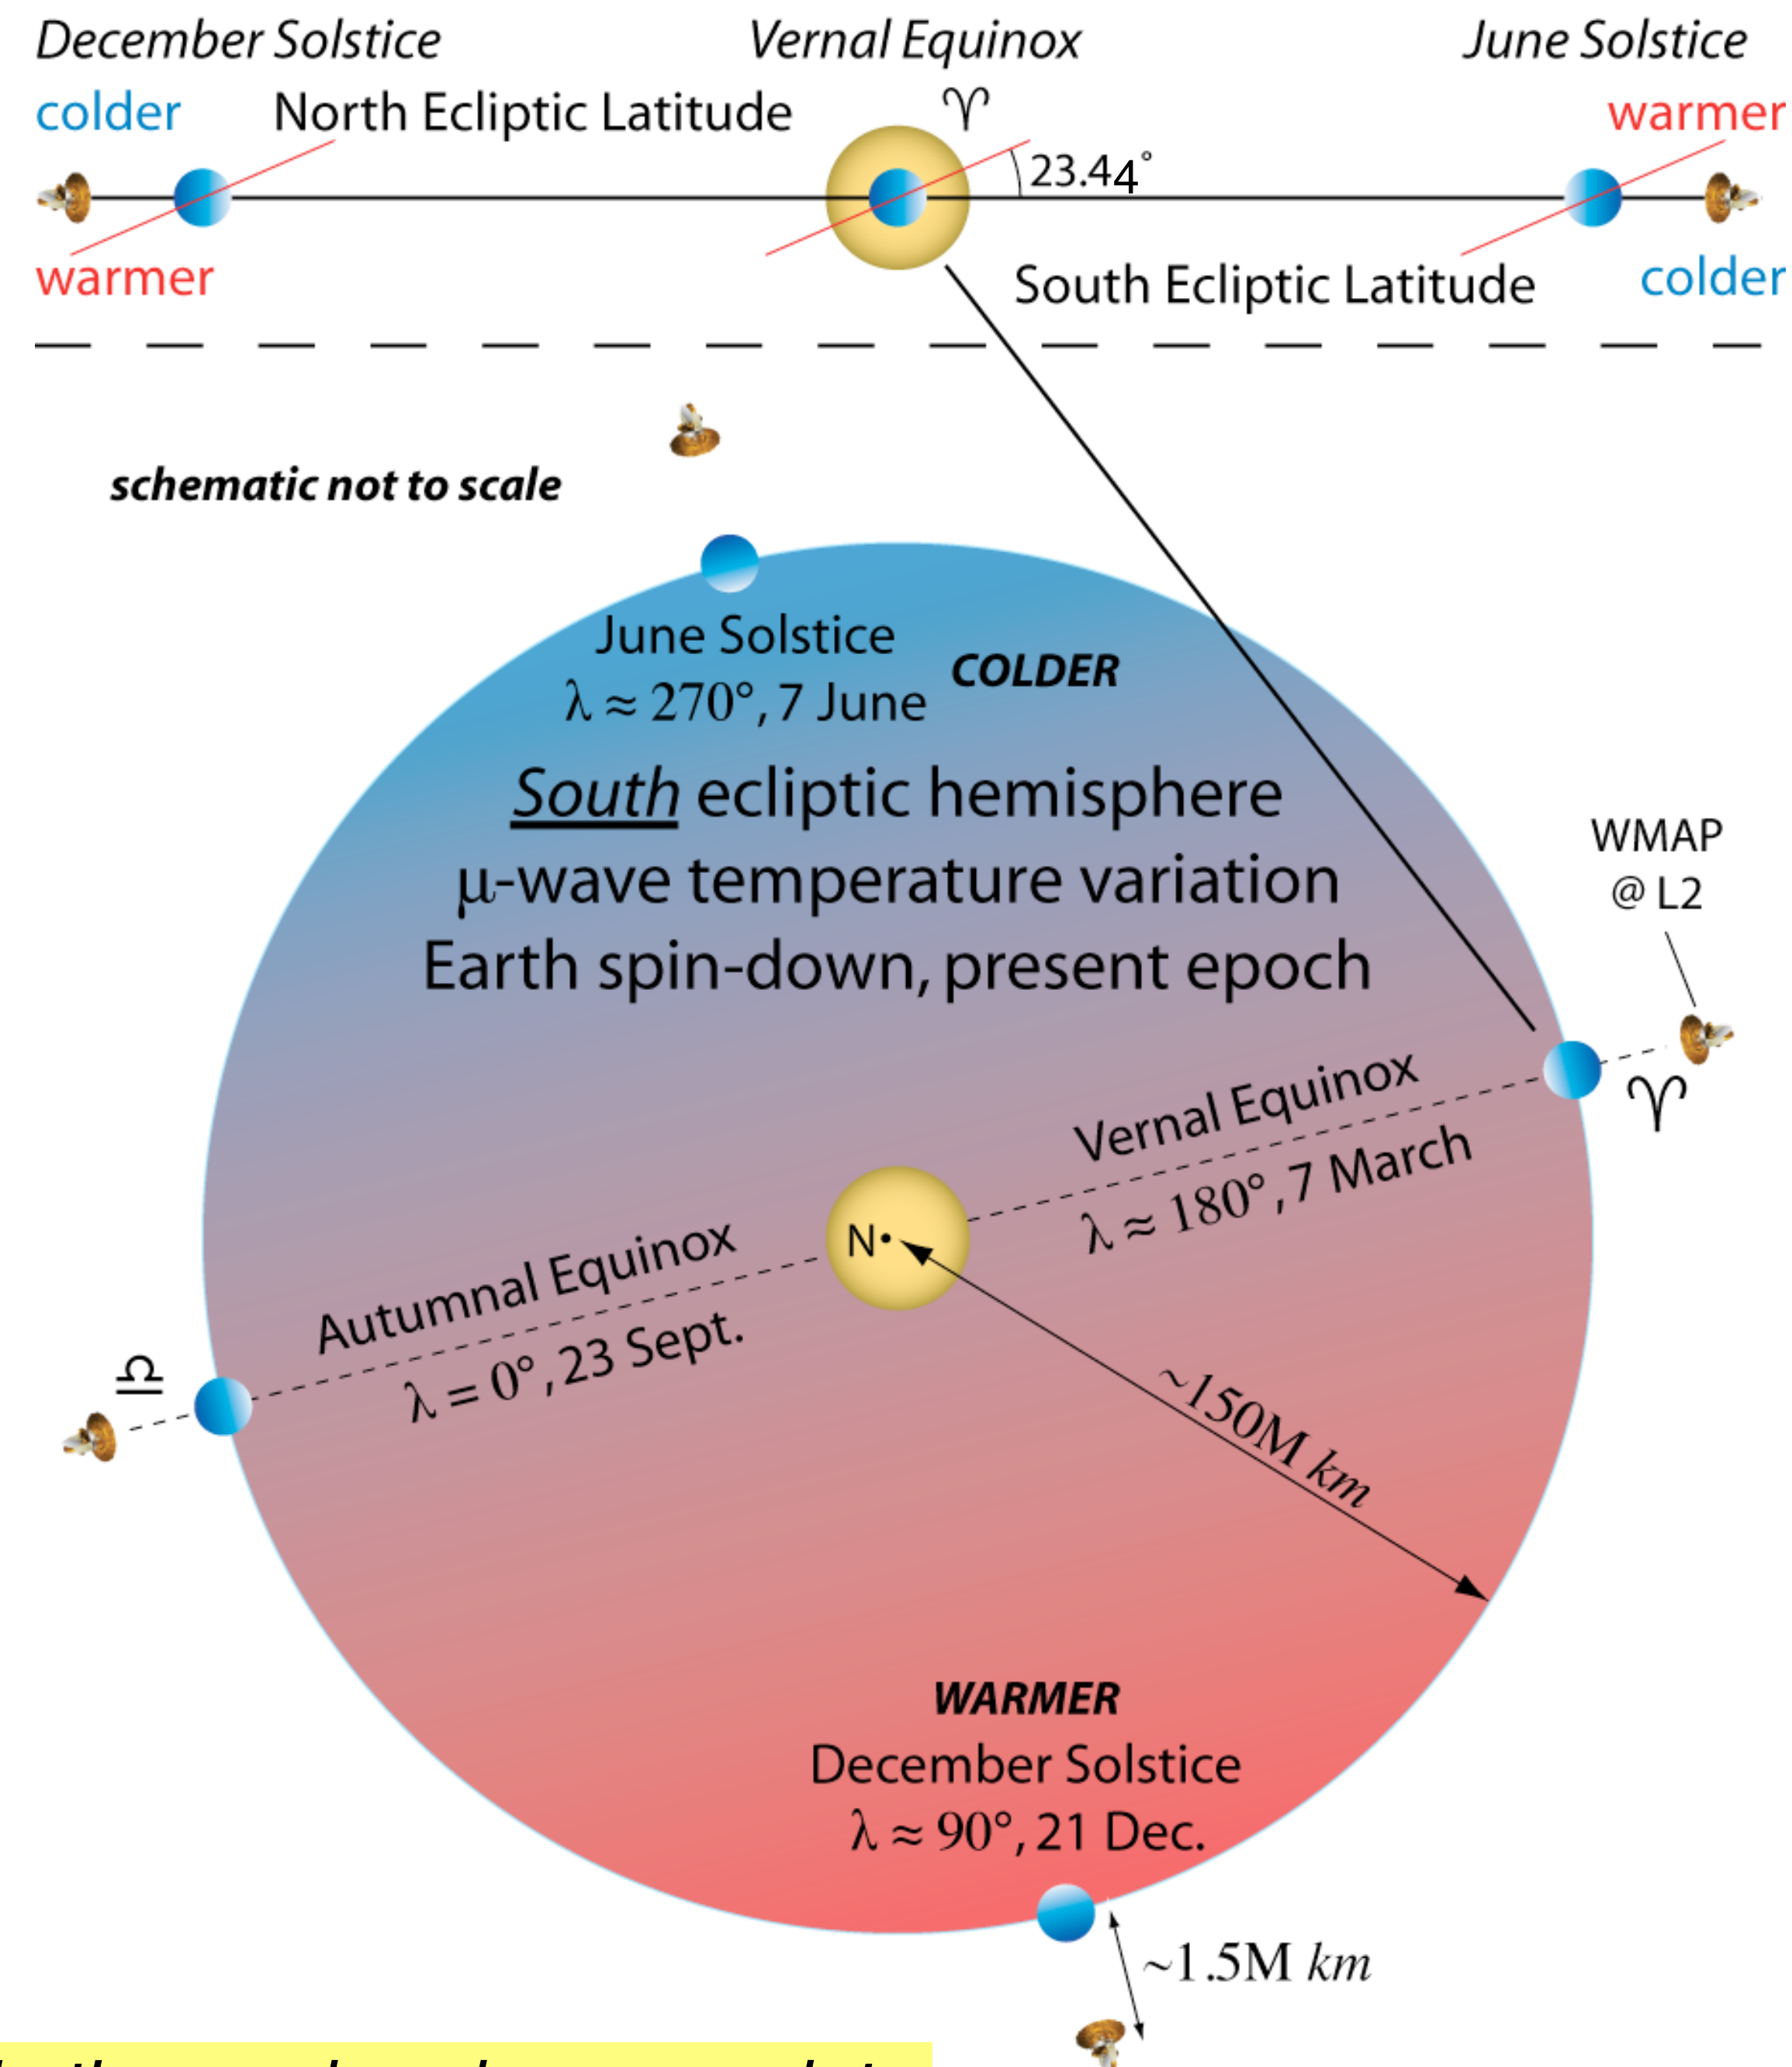 December Solstice
Vernal Equinox
June Solstice
colder
North Ecliptic Latitude
♈
warmer
23.44°
warmer
South Ecliptic Latitude
colder
schematic not to scale
June Solstice
λ ≈ 270°, 7 June
COLDER
South ecliptic hemisphere
μ-wave temperature variation
Earth spin-down, present epoch
WMAP
@ L2
Vernal Equinox
λ ≈ 180°, 7 March
♈
N•
Autumnal Equinox
λ = 0°, 23 Sept.
♎
~150M km
WARMER
December Solstice
λ ≈ 90°, 21 Dec.
~1.5M km